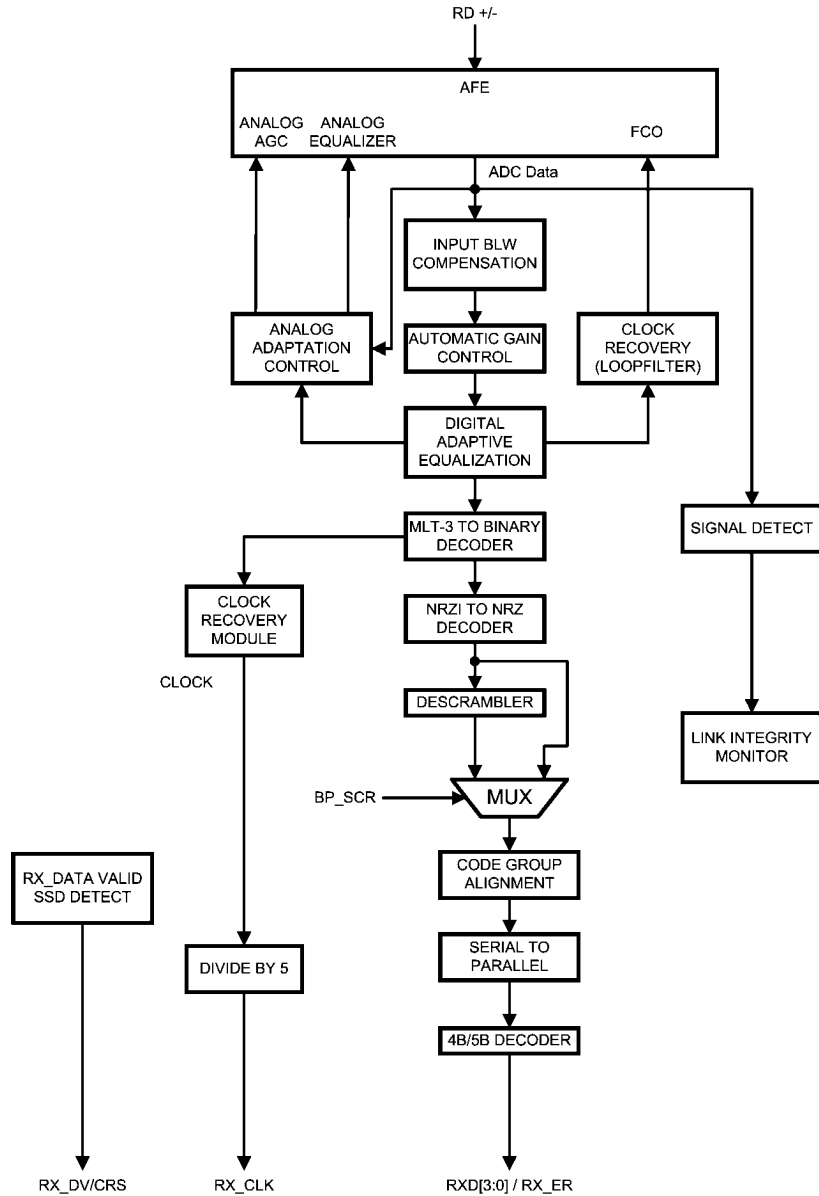 RD +/-
AFE
ANALOG
AGC
ANALOG
EQUALIZER
FCO
ADC Data
INPUT BLW
COMPENSATION
ANALOG
ADAPTATION
CONTROL
AUTOMATIC GAIN
CONTROL
CLOCK
RECOVERY
(LOOPFILTER)
DIGITAL
ADAPTIVE
EQUALIZATION
MLT-3 TO BINARY
DECODER
SIGNAL DETECT
CLOCK
RECOVERY
MODULE
NRZI TO NRZ
DECODER
CLOCK
DESCRAMBLER
LINK INTEGRITY
MONITOR
BP_SCR
MUX
RX_DATA VALID
SSD DETECT
CODE GROUP
ALIGNMENT
DIVIDE BY 5
SERIAL TO
PARALLEL
4B/5B DECODER
RX_DV/CRS
RX_CLK
RXD[3:0] / RX_ER